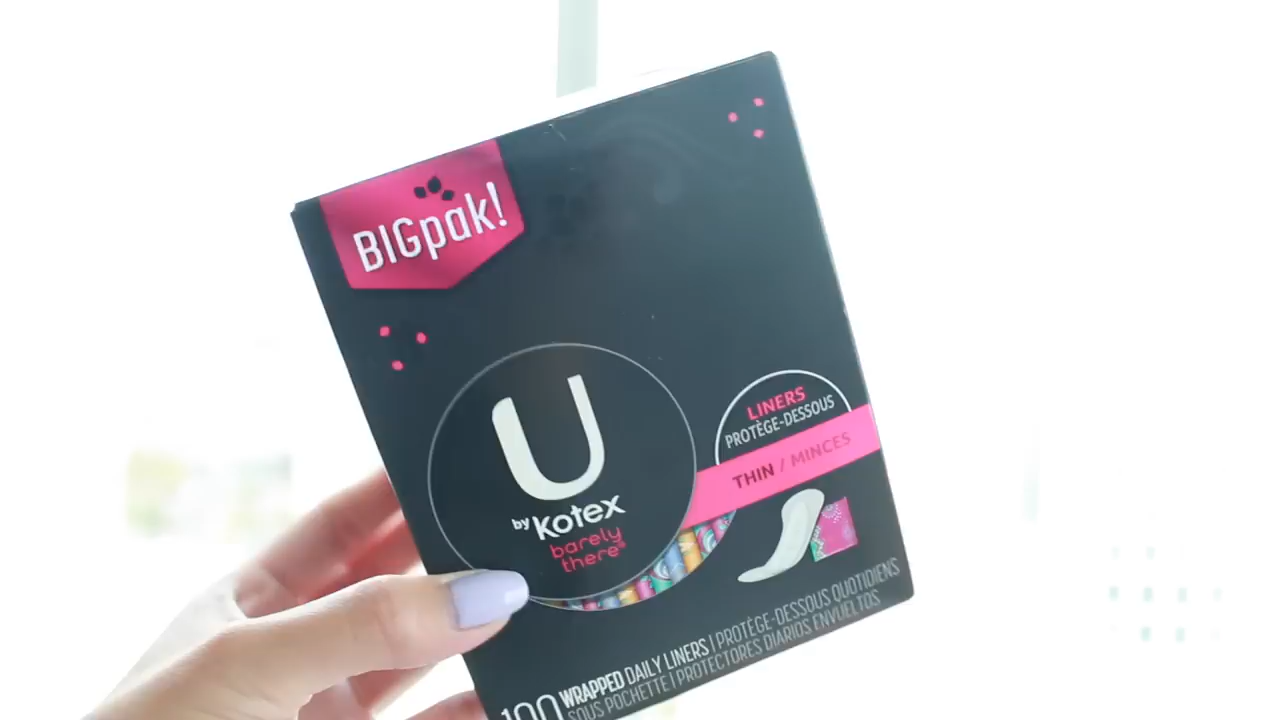 BIGpak!
U
by Kotex
barely
there®
LINERS
PROTÈGE-DESSOUS
THIN / MINCES
100 WRAPPED DAILY LINERS | PROTÈGE-DESSOUS QUOTIDIENS
SOUS POCHETTE | PROTECTORES DIARIOS ENVUELTOS